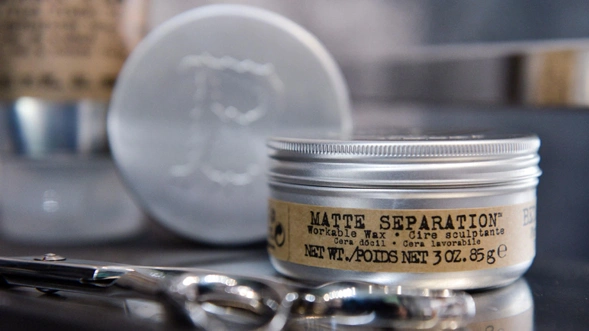 B
MATTE SEPARATION™
Workable Wax • Cire sculptante
Cera dócil • Cera lavorabile
NET WT./POIDS NET 3 OZ. 85g ℮